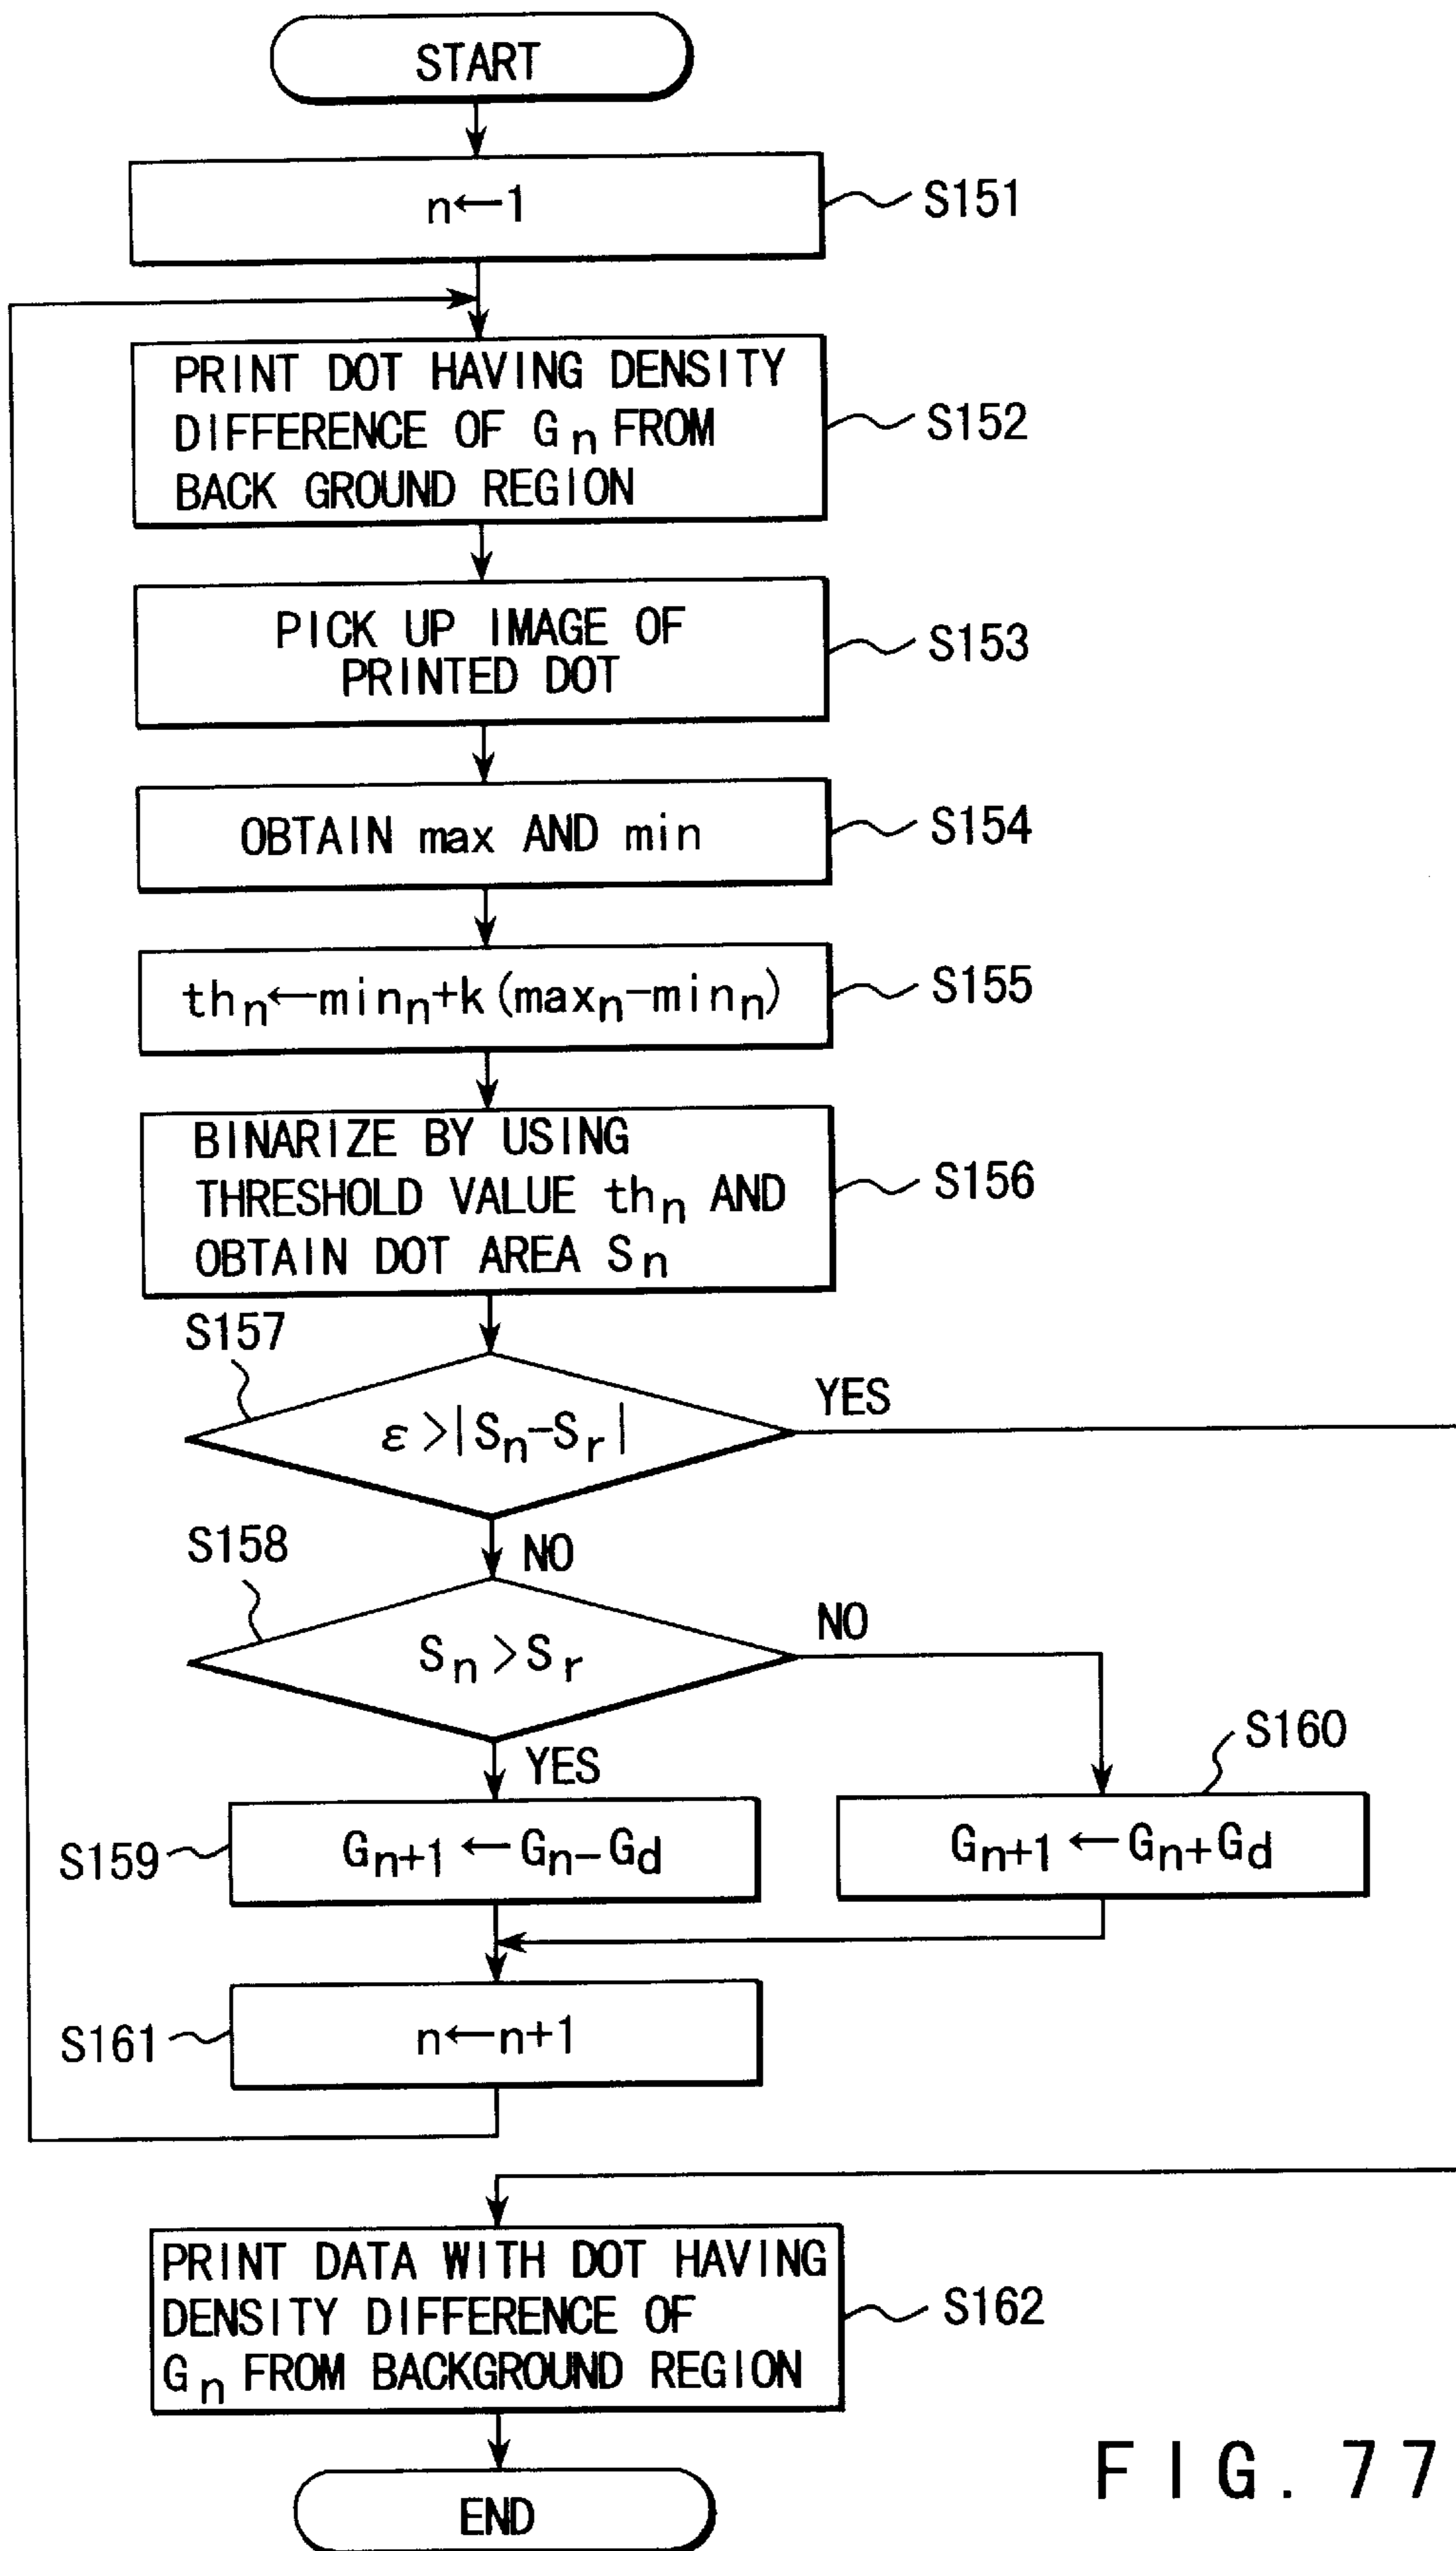 START
n←1
S151
PRINT DOT HAVING DENSITY
DIFFERENCE OF Gn FROM
BACK GROUND REGION
S152
PICK UP IMAGE OF
PRINTED DOT
S153
OBTAIN max AND min
S154
thn←minn+k(maxn-minn)
S155
BINARIZE BY USING
THRESHOLD VALUE thn AND
OBTAIN DOT AREA Sn
S156
S157
ε>|Sn-Sr|
YES
NO
S158
Sn>Sr
NO
YES
S159
Gn+1←Gn-Gd
S160
Gn+1←Gn+Gd
S161
n←n+1
PRINT DATA WITH DOT HAVING
DENSITY DIFFERENCE OF
Gn FROM BACKGROUND REGION
S162
END
FIG. 77